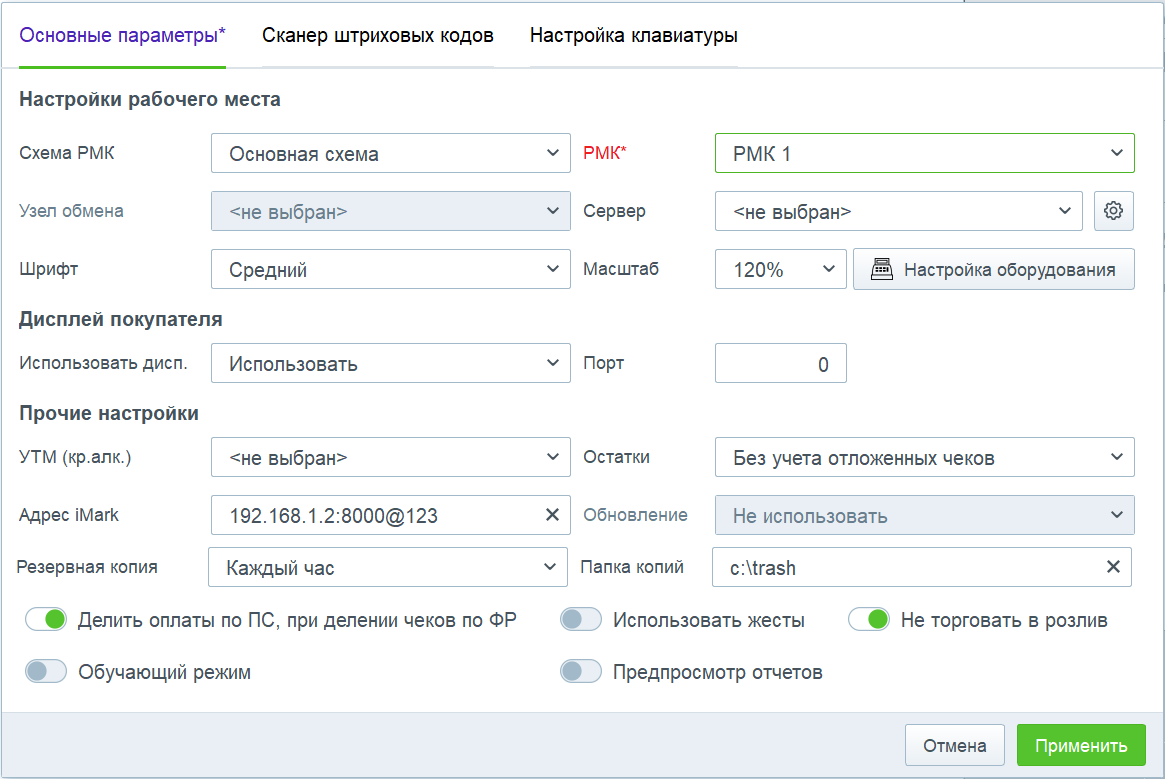 Основные параметры* Сканер штриховых кодов Настройка клавиатуры
Настройки рабочего места
Схема РМК Основная схема РМК* РМК 1
Узел обмена <не выбран> Сервер <не выбран>
Шрифт Средний Масштаб 120% Настройка оборудования
Дисплей покупателя
Использовать дисп. Использовать Порт 0
Прочие настройки
УТМ (кр.алк.) <не выбран> Остатки Без учета отложенных чеков
Адрес iMark 192.168.1.2:8000@123 Обновление Не использовать
Резервная копия Каждый час Папка копий c:\trash
Делить оплаты по ПС, при делении чеков по ФР Использовать жесты Не торговать в розлив
Обучающий режим Предпросмотр отчетов
Отмена Применить